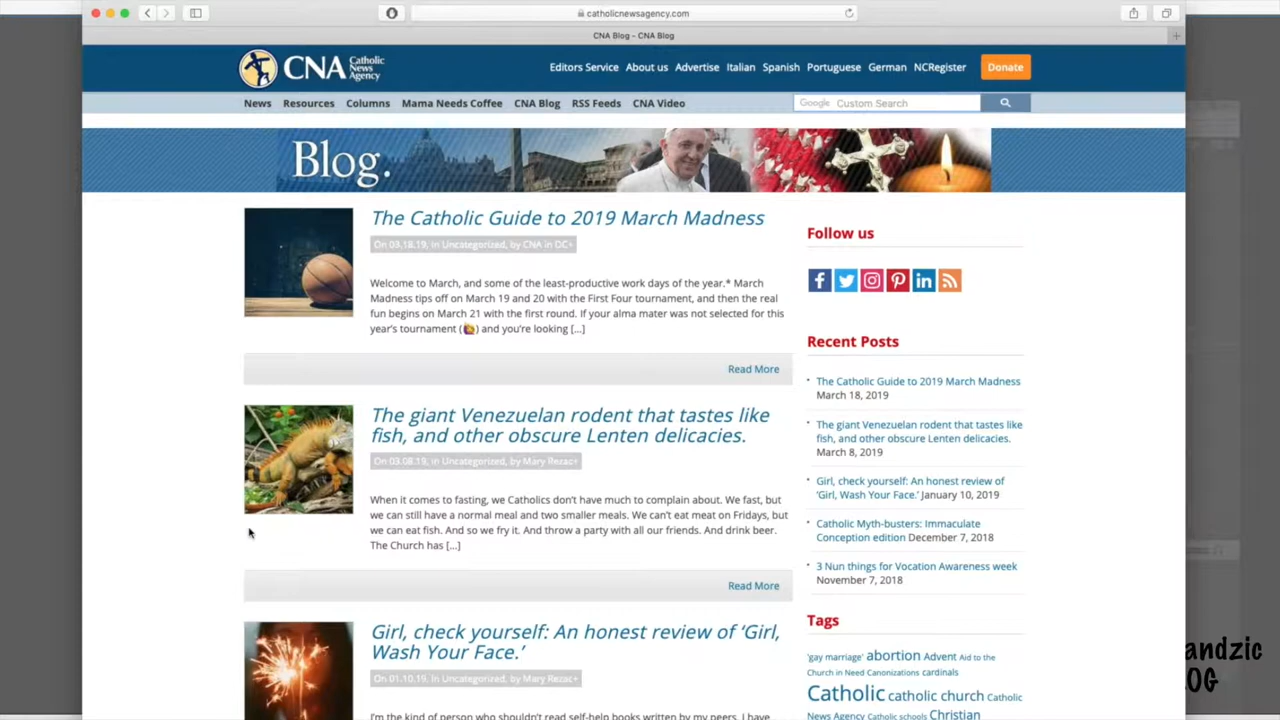 catholicnewsagency.com
CNA Blog – CNA Blog
CNA Catholic News Agency
Editors Service About us Advertise Italian Spanish Portuguese German NCRegister Donate
News Resources Columns Mama Needs Coffee CNA Blog RSS Feeds CNA Video
Google Custom Search
Blog.
The Catholic Guide to 2019 March Madness
On 03.18.19, in Uncategorized, by CNA in DC+
Welcome to March, and some of the least-productive work days of the year.* March
Madness tips off on March 19 and 20 with the First Four tournament, and then the real
fun begins on March 21 with the first round. If your alma mater was not selected for this
year's tournament (🙋) and you're looking [...]
Read More
The giant Venezuelan rodent that tastes like
fish, and other obscure Lenten delicacies.
On 03.08.19, in Uncategorized, by Mary Rezac+
When it comes to fasting, we Catholics don't have much to complain about. We fast, but
we can still have a normal meal and two smaller meals. We can't eat meat on Fridays, but
we can eat fish. And so we fry it. And throw a party with all our friends. And drink beer.
The Church has [...]
Read More
Girl, check yourself: An honest review of 'Girl,
Wash Your Face.'
On 01.10.19, in Uncategorized, by Mary Rezac+
I'm the kind of person who shouldn't read self-help books written by my peers. I have
Follow us
Recent Posts
The Catholic Guide to 2019 March Madness
March 18, 2019
The giant Venezuelan rodent that tastes like
fish, and other obscure Lenten delicacies.
March 8, 2019
Girl, check yourself: An honest review of
'Girl, Wash Your Face.' January 10, 2019
Catholic Myth-busters: Immaculate
Conception edition December 7, 2018
3 Nun things for Vocation Awareness week
November 7, 2018
Tags
'gay marriage' abortion Advent Aid to the
Church in Need Canonizations cardinals
Catholic catholic church Catholic
News Agency Catholic schools Christian
andzic
OG